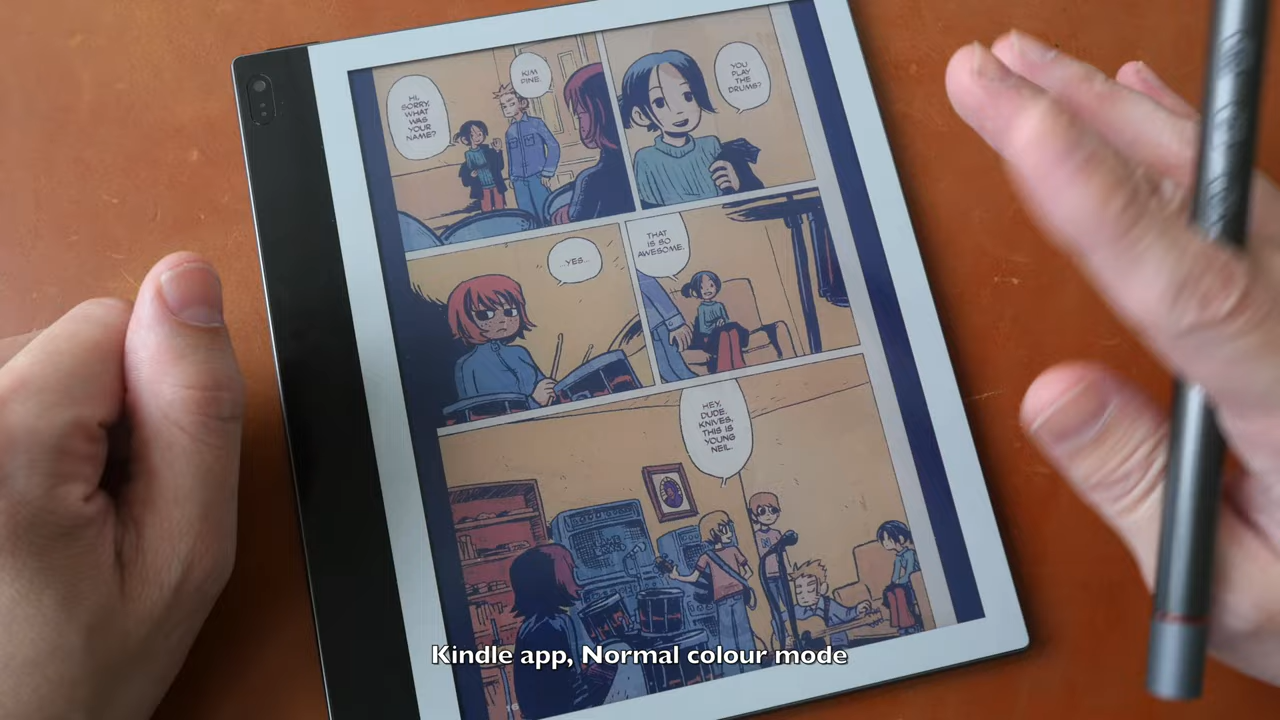 HI,
SORRY,
WHAT
WAS
YOUR
NAME?
KIM
PINE.
YOU
PLAY
THE
DRUMS?
...YES...
THAT
IS SO
AWESOME.
HEY,
DUDE.
KNIVES,
THIS IS
YOUNG
NEIL.
Kindle app, Normal colour mode